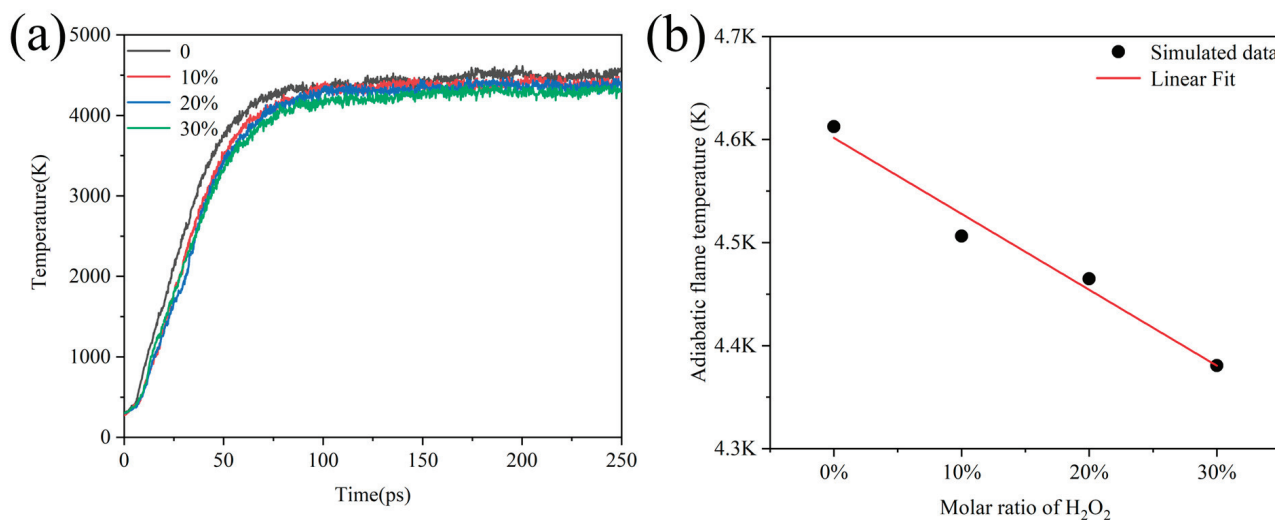 (a)
0
10%
20%
30%
5000
4000
3000
2000
1000
0
Temperature(K)
0
50
100
150
200
250
Time(ps)
(b)
Simulated data
Linear Fit
4.7K
4.6K
4.5K
4.4K
4.3K
Adiabatic flame temperature (K)
0%
10%
20%
30%
Molar ratio of H₂O₂